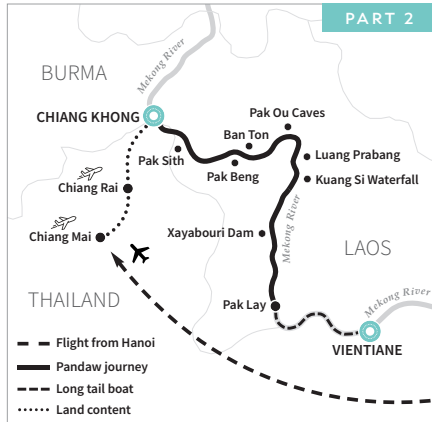 PART 2
Mekong River
BURMA
CHIANG KHONG
Pak Ou Caves
Ban Ton
Pak Sith
Luang Prabang
Pak Beng
Kuang Si Waterfall
Chiang Rai
Mekong River
Chiang Mai
Xayabouri Dam
LAOS
THAILAND
Pak Lay
Mekong River
VIENTIANE
Flight from Hanoi
Pandaw journey
Long tail boat
Land content